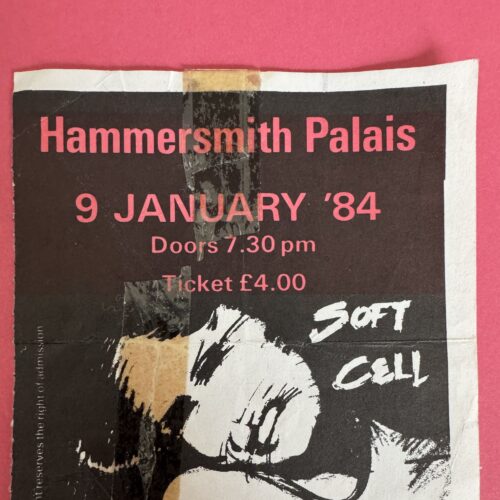 Hammersmith Palais
9 JANUARY '84
Doors 7.30 pm
Ticket £4.00
SOFT
CELL
reserves the right of admission